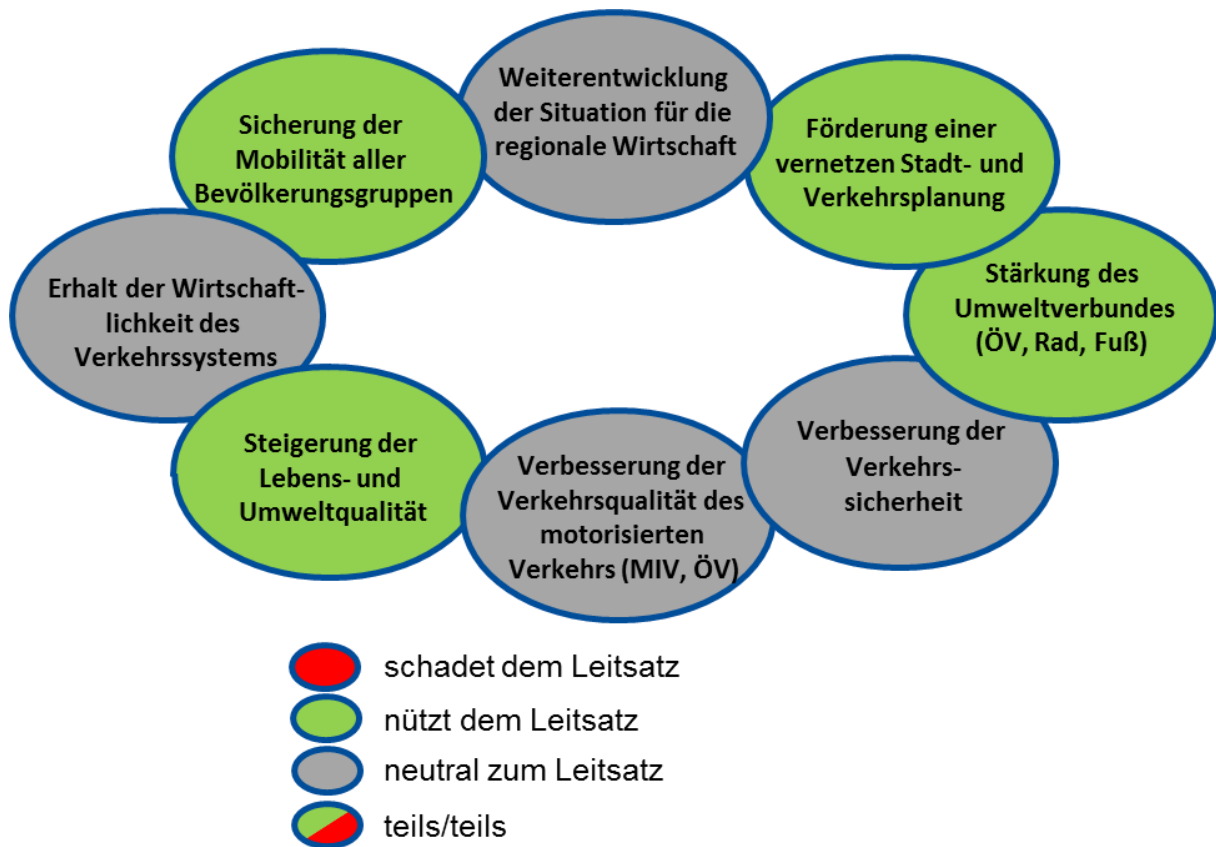 Weiterentwicklung
der Situation für die
regionale Wirtschaft
Förderung einer
vernetzen Stadt- und
Verkehrsplanung
Stärkung des
Umweltverbundes
(ÖV, Rad, Fuß)
Verbesserung der
Verkehrs-
sicherheit
Verbesserung der
Verkehrsqualität des
motorisierten
Verkehrs (MIV, ÖV)
Steigerung der
Lebens- und
Umweltqualität
Erhalt der Wirtschaft-
lichkeit des
Verkehrssystems
Sicherung der
Mobilität aller
Bevölkerungsgruppen
schadet dem Leitsatz
nützt dem Leitsatz
neutral zum Leitsatz
teils/teils